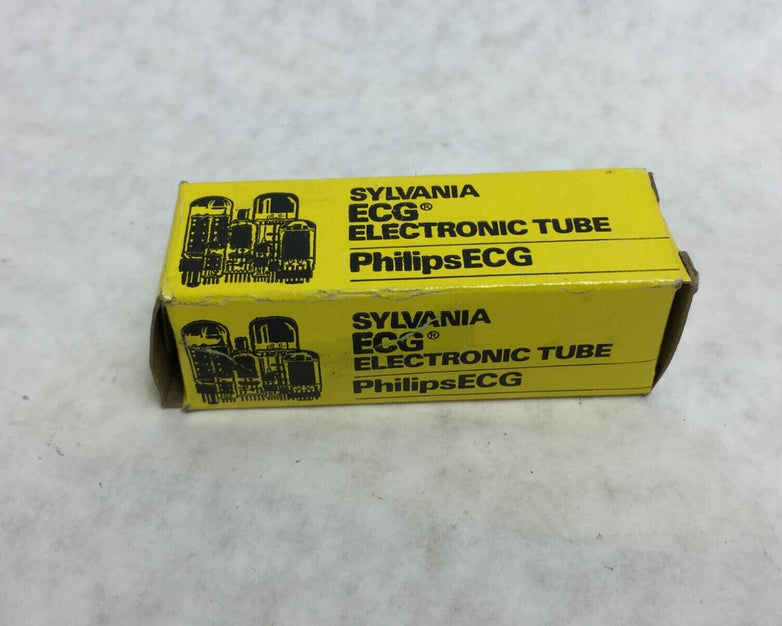 SYLVANIA
ECG®
ELECTRONIC TUBE
PhilipsECG
SYLVANIA
ECG®
ELECTRONIC TUBE
PhilipsECG